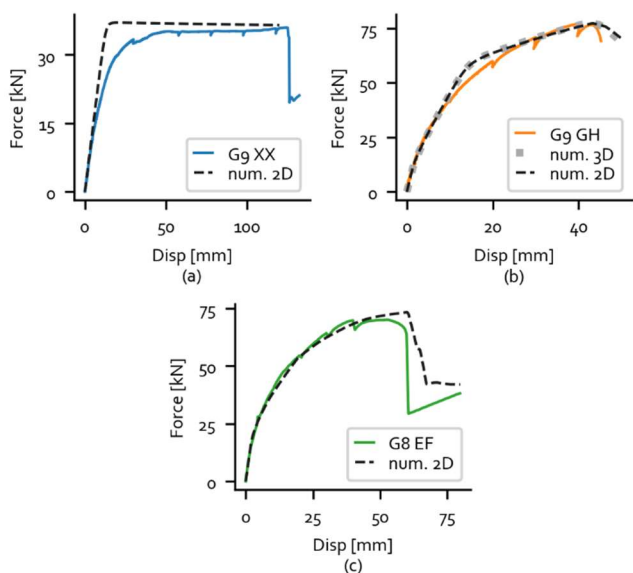 30
15
0
Force [kN]
G9 XX
num. 2D
0
50
100
Disp [mm]
(a)
75
50
25
0
Force [kN]
G9 GH
num. 3D
num. 2D
0
20
40
Disp [mm]
(b)
75
50
25
0
Force [kN]
G8 EF
num. 2D
0
25
50
75
Disp [mm]
(c)